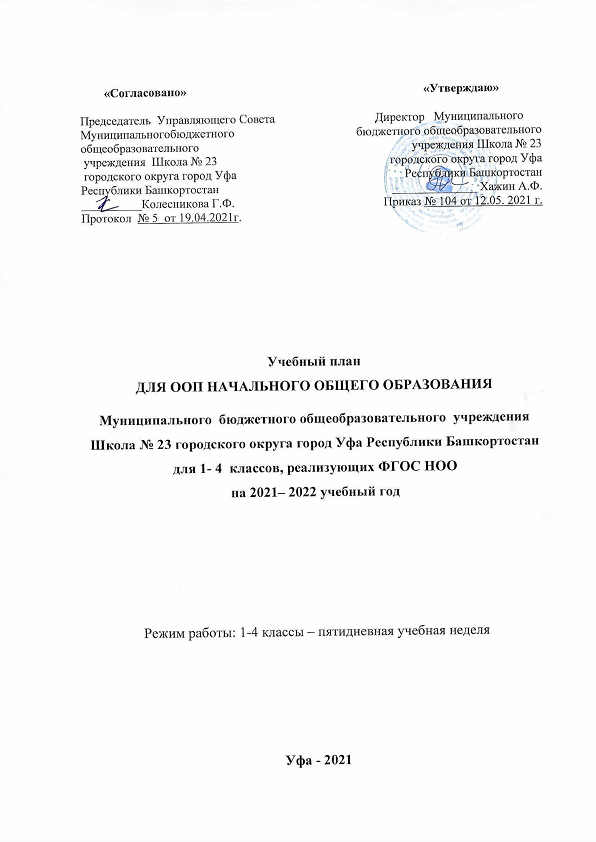 «Согласовано»
Председатель Управляющего Совета
Муниципальногобюджетного
общеобразовательного
учреждения Школа № 23
городского округа город Уфа
Республики Башкортостан
__________ Колесникова Г.Ф.
Протокол № 5 от 19.04.2021г.
«Утверждаю»
Директор Муниципального
бюджетного общеобразовательного
учреждения Школа № 23
городского округа город Уфа
Республики Башкортостан
______________ Хажин А.Ф.
Приказ № 104 от 12.05. 2021 г.
Учебный план
ДЛЯ ООП НАЧАЛЬНОГО ОБЩЕГО ОБРАЗОВАНИЯ
Муниципального бюджетного общеобразовательного учреждения
Школа № 23 городского округа город Уфа Республики Башкортостан
для 1- 4 классов, реализующих ФГОС НОО
на 2021– 2022 учебный год
Режим работы: 1-4 классы – пятидневная учебная неделя
Уфа - 2021